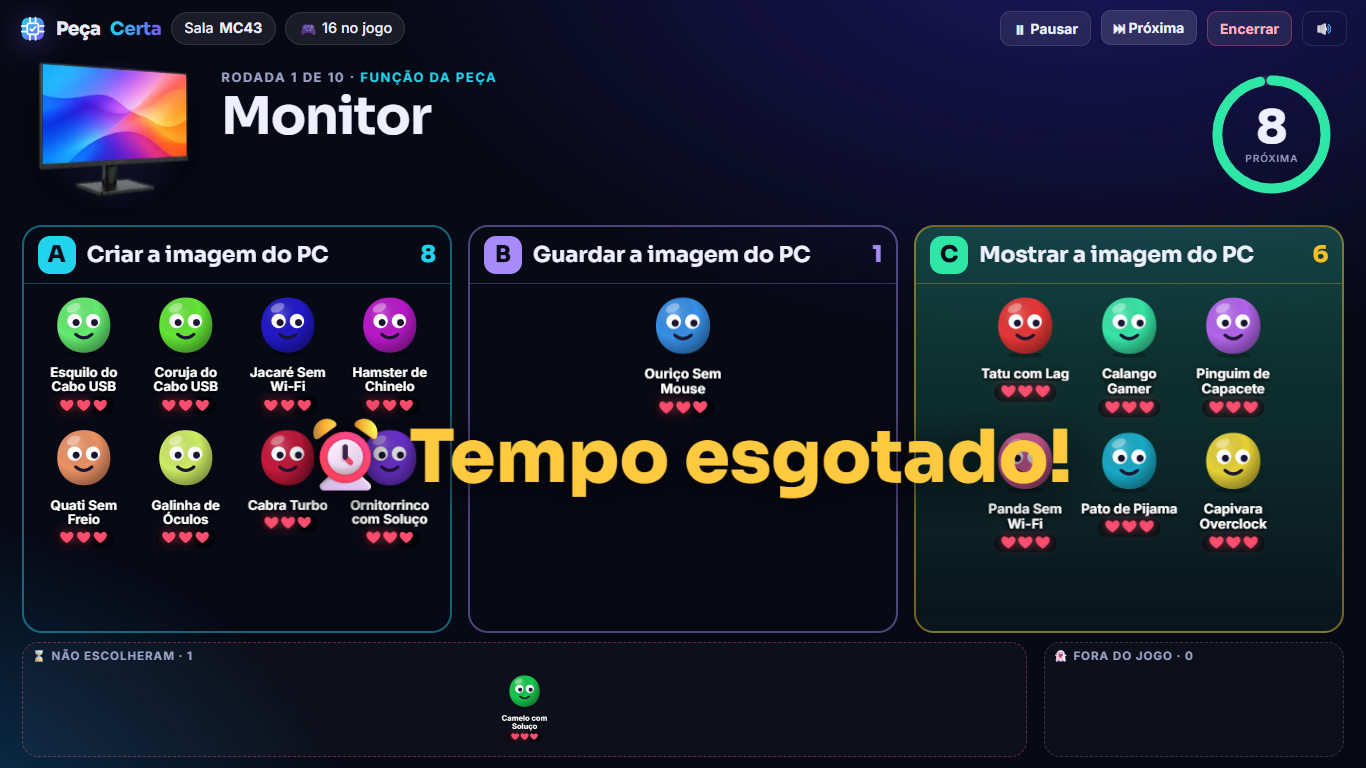 Peça Certa
Sala MC43
16 no jogo
Pausar
Próxima
Encerrar
RODADA 1 DE 10 · FUNÇÃO DA PEÇA
Monitor
8
PRÓXIMA
A Criar a imagem do PC 8
B Guardar a imagem do PC 1
C Mostrar a imagem do PC 6
Esquilo do
Cabo USB
Coruja do
Cabo USB
Jacaré Sem
Wi-Fi
Hamster de
Chinelo
Ouriço Sem
Mouse
Tatu com Lag
Calango
Gamer
Pinguim de
Capacete
Tempo esgotado!
Quati Sem
Freio
Galinha de
Óculos
Cabra Turbo
Ornitorrinco
com Soluço
Panda Sem
Wi-Fi
Pato de Pijama
Capivara
Overclock
NÃO ESCOLHERAM · 1
Camelo com
Soluço
FORA DO JOGO · 0